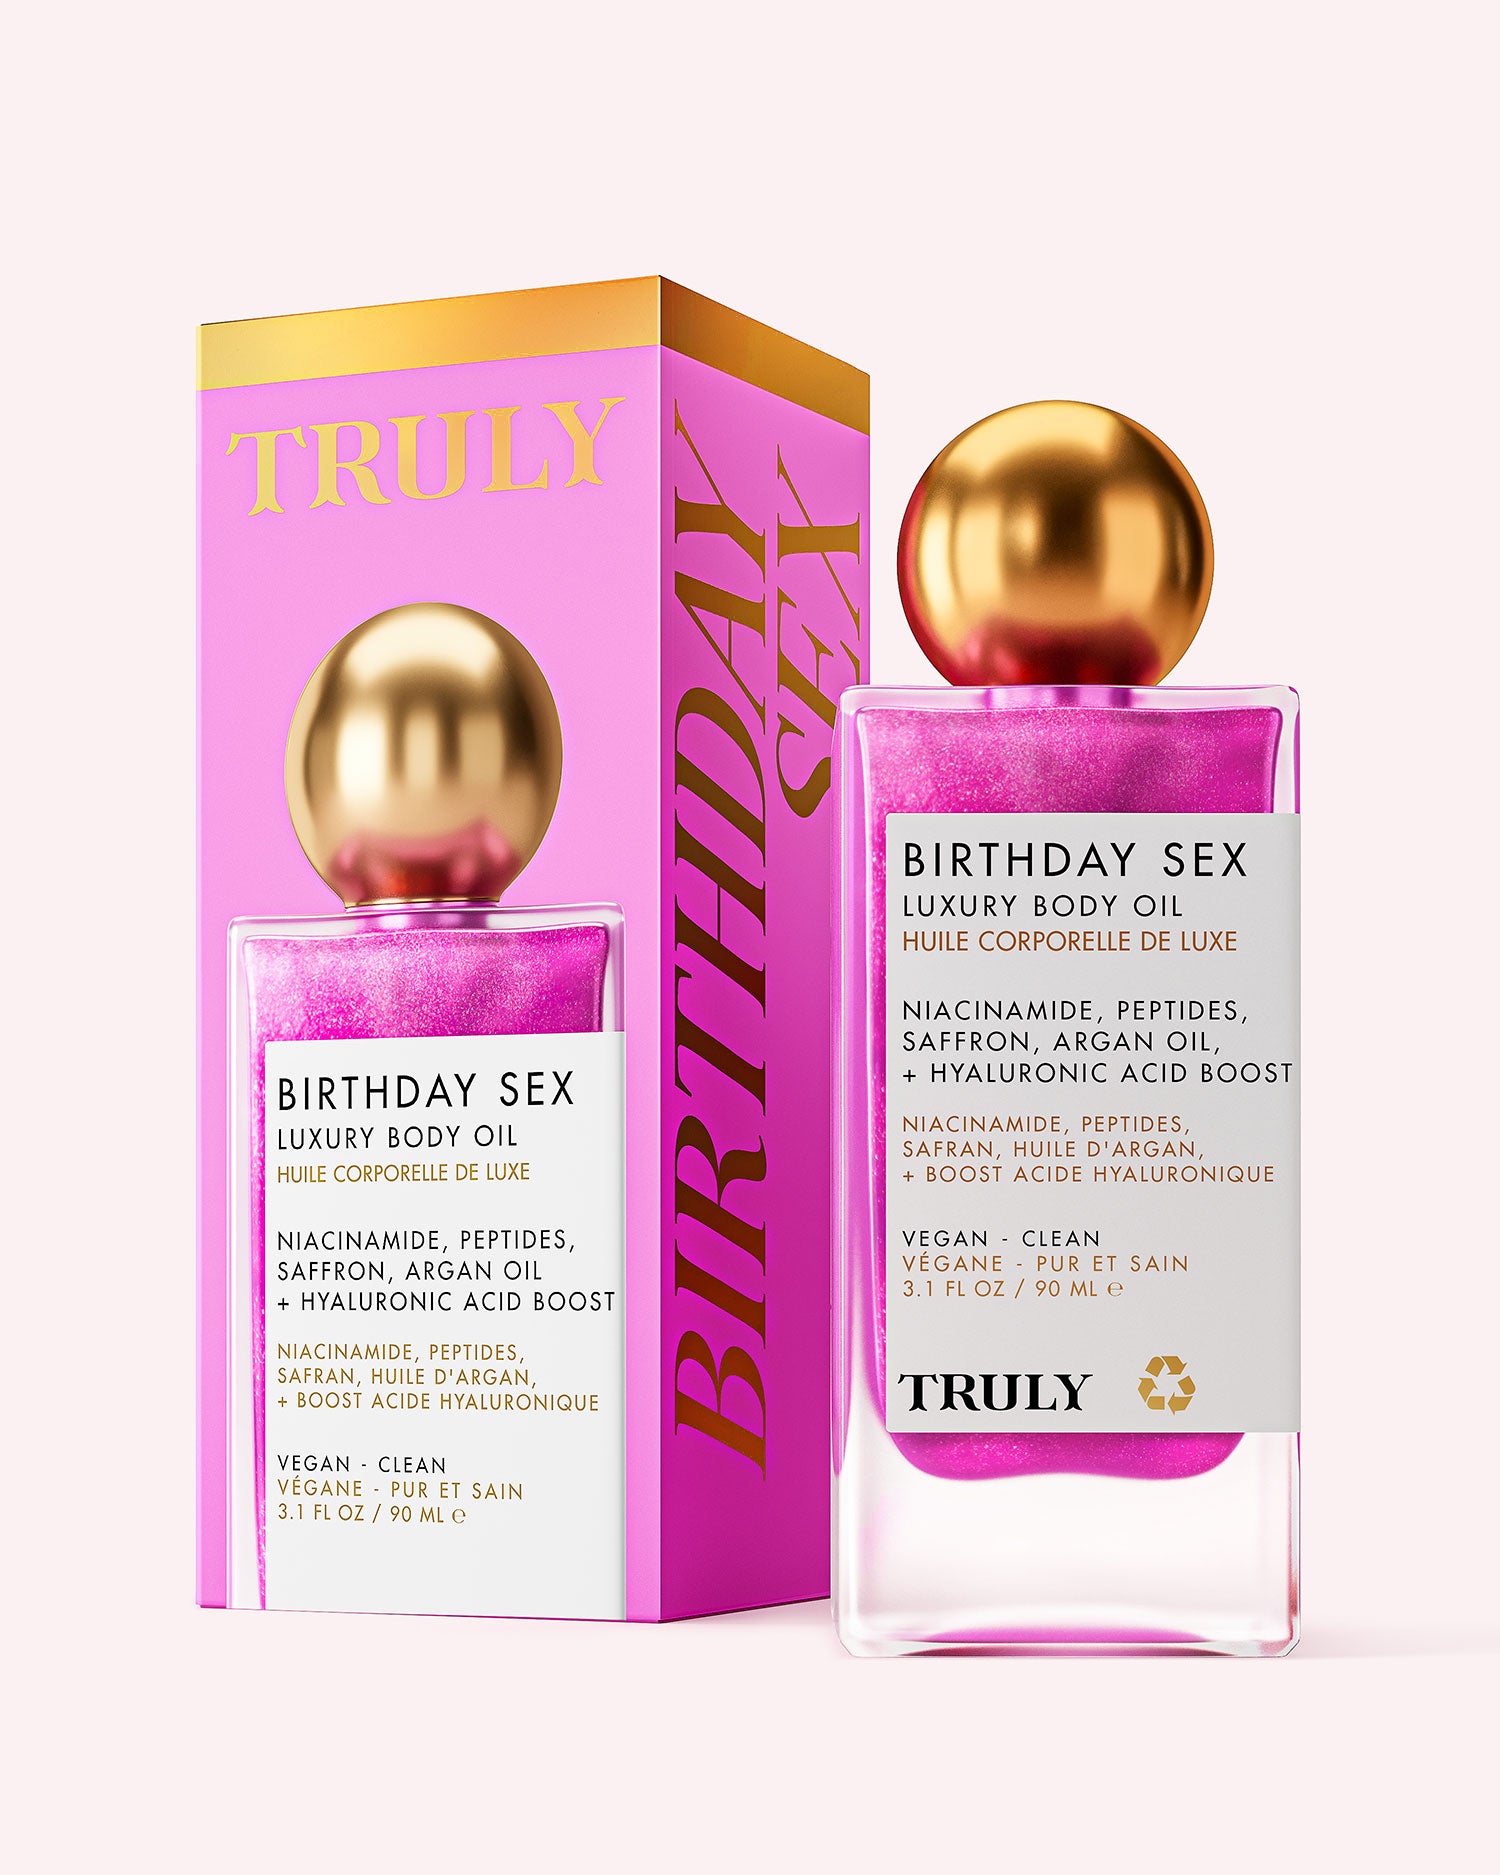 TRULY
BIRTHDAY SEX
LUXURY BODY OIL
HUILE CORPORELLE DE LUXE
NIACINAMIDE, PEPTIDES,
SAFFRON, ARGAN OIL
+ HYALURONIC ACID BOOST
NIACINAMIDE, PEPTIDES,
SAFRAN, HUILE D'ARGAN,
+ BOOST ACIDE HYALURONIQUE
VEGAN - CLEAN
VÉGANE - PUR ET SAIN
3.1 FL OZ / 90 ML ℮
BIRTHDAY
SEX
BIRTHDAY SEX
LUXURY BODY OIL
HUILE CORPORELLE DE LUXE
NIACINAMIDE, PEPTIDES,
SAFFRON, ARGAN OIL,
+ HYALURONIC ACID BOOST
NIACINAMIDE, PEPTIDES,
SAFRAN, HUILE D'ARGAN,
+ BOOST ACIDE HYALURONIQUE
VEGAN - CLEAN
VÉGANE - PUR ET SAIN
3.1 FL OZ / 90 ML ℮
TRULY